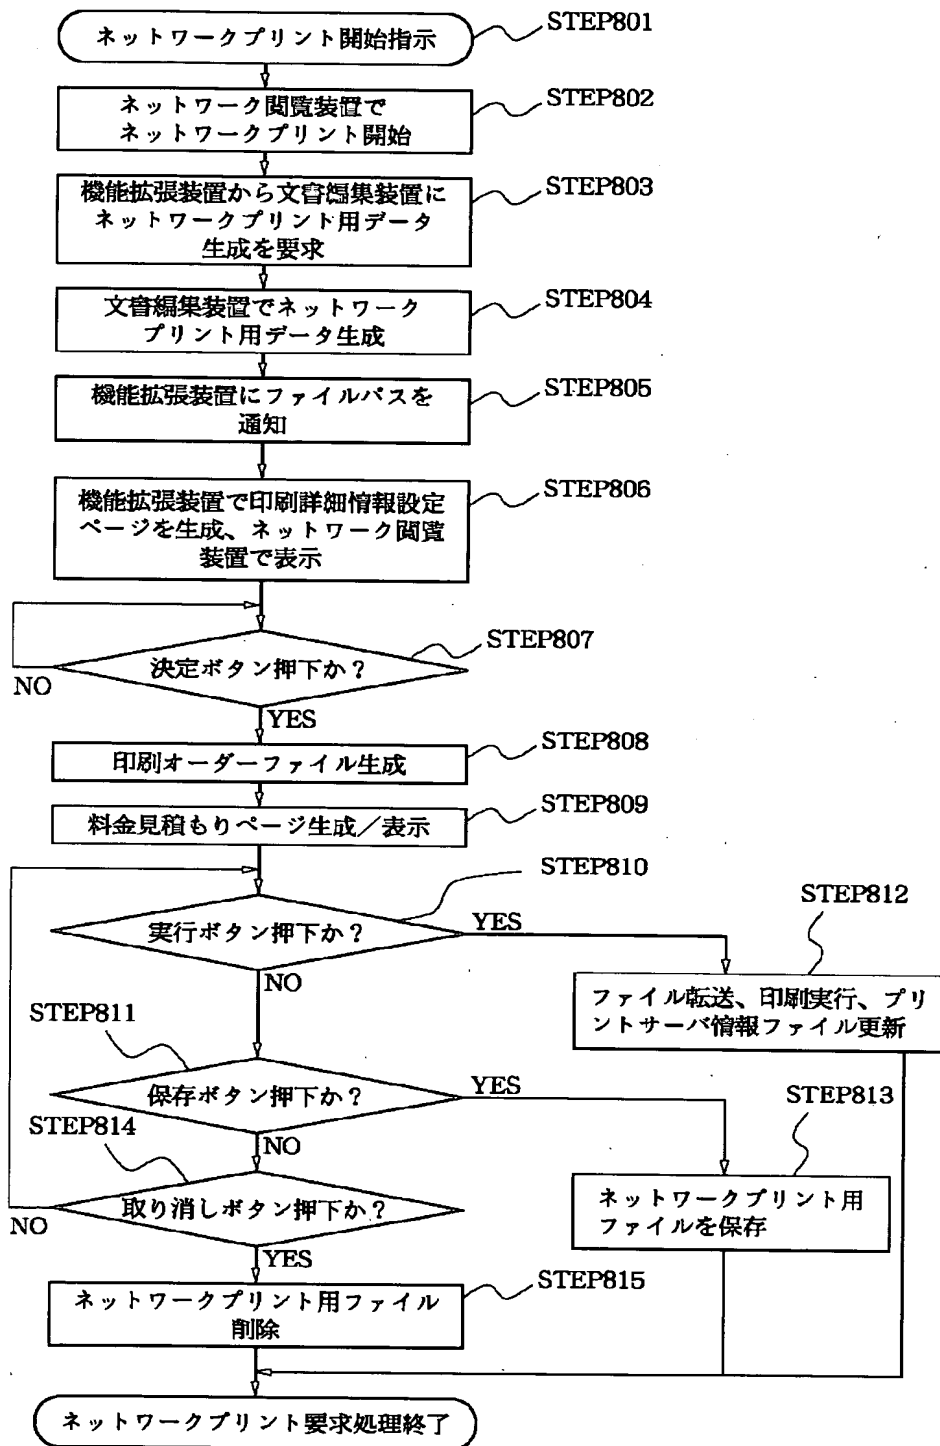 ネットワークプリント開始指示
STEP801
ネットワーク閲覧装置で
ネットワークプリント開始
STEP802
機能拡張装置から文書編集装置に
ネットワークプリント用データ
生成を要求
STEP803
文書編集装置でネットワーク
プリント用データ生成
STEP804
機能拡張装置にファイルパスを
通知
STEP805
機能拡張装置で印刷詳細情報設定
ページを生成、ネットワーク閲覧
装置で表示
STEP806
決定ボタン押下か？
STEP807
NO
YES
印刷オーダーファイル生成
STEP808
料金見積もりページ生成／表示
STEP809
実行ボタン押下か？
STEP810
YES
NO
STEP812
ファイル転送、印刷実行、プリ
ントサーバ情報ファイル更新
STEP811
保存ボタン押下か？
YES
NO
STEP813
ネットワークプリント用
ファイルを保存
STEP814
取り消しボタン押下か？
NO
YES
STEP815
ネットワークプリント用ファイル
削除
ネットワークプリント要求処理終了